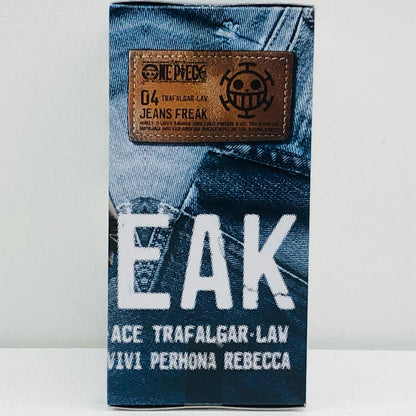 ONE PIECE
04 TRAFALGAR·LAW
JEANS FREAK
EAK
ACE TRAFALGAR·LAW
VIVI PERHONA REBECCA